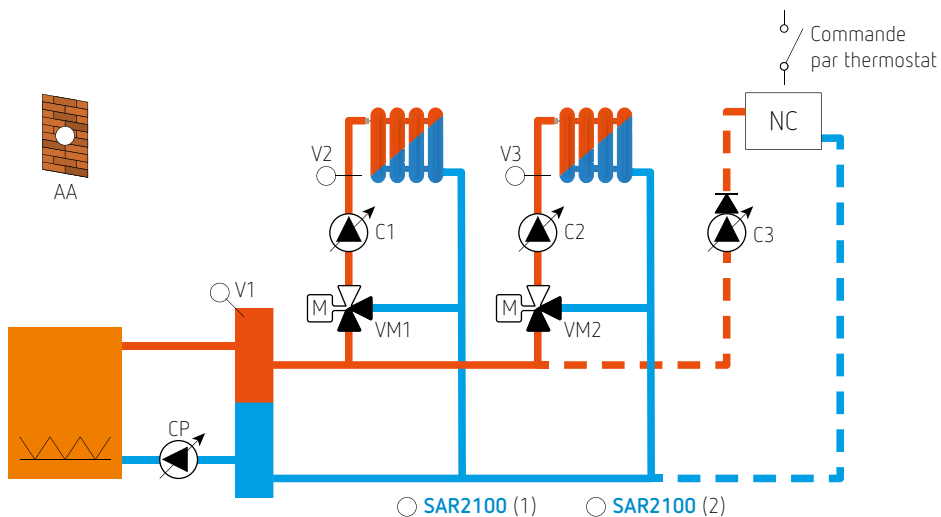 Commande
par thermostat
NC
V2
V3
AA
C1
C2
C3
V1
M
VM1
M
VM2
CP
SAR2100 (1)
SAR2100 (2)